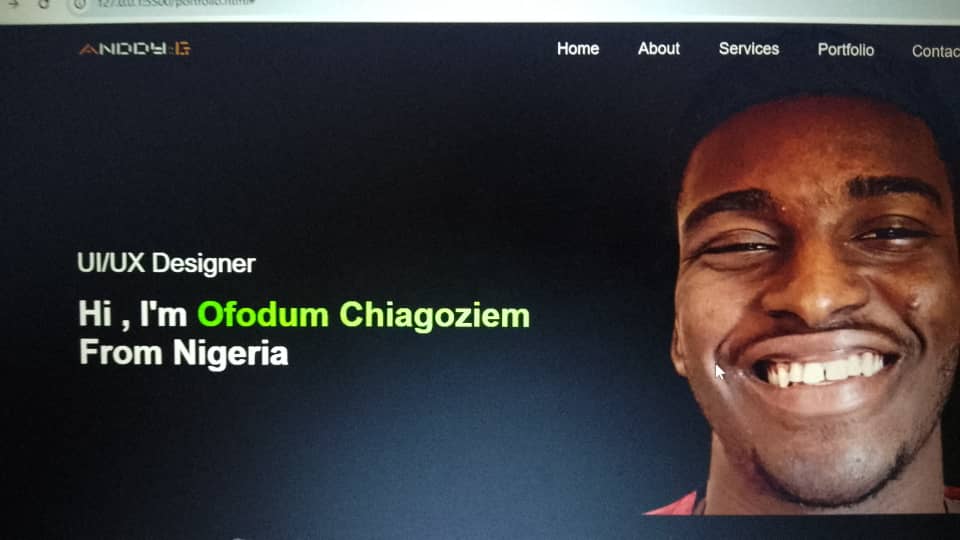 127.0.0.1:5500/portfolio.html#
ANDDY:G
Home About Services Portfolio Contac
UI/UX Designer
Hi , I'm Ofodum Chiagoziem
From Nigeria